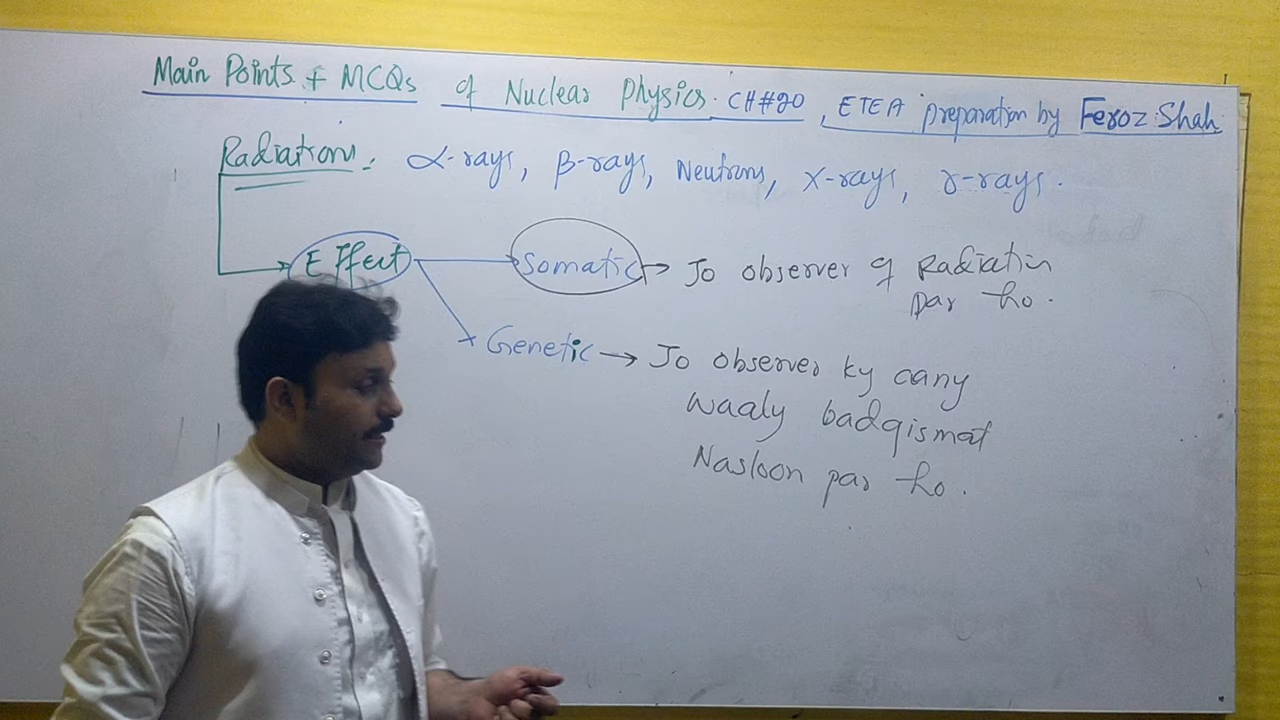 Main Points + MCQs of Nuclear Physics. CH#20, ETEA preparation by Feroz Shah
Radiations: α-rays, β-rays, Neutrons, X-rays, γ-rays.
Effect
Somatic → Jo observer of Radiation
par ho.
Genetic → Jo observer ky aany
waaly badqismat
Nasloon par ho.